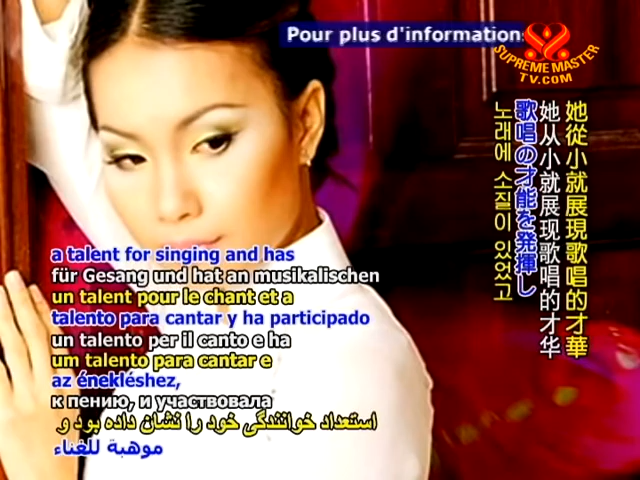 Pour plus d'informations
SUPREME MASTER
TV.COM
她從小就展現歌唱的才華
她从小就展现歌唱的才华
歌唱の才能を発揮し
노래에 소질이 있었고
a talent for singing and has
für Gesang und hat an musikalischen
un talent pour le chant et a
talento para cantar y ha participado
un talento per il canto e ha
um talento para cantar e
az énekléshez,
к пению, и участвовала
استعداد خوانندگی خود را نشان داده بود و
موهبة للغناء